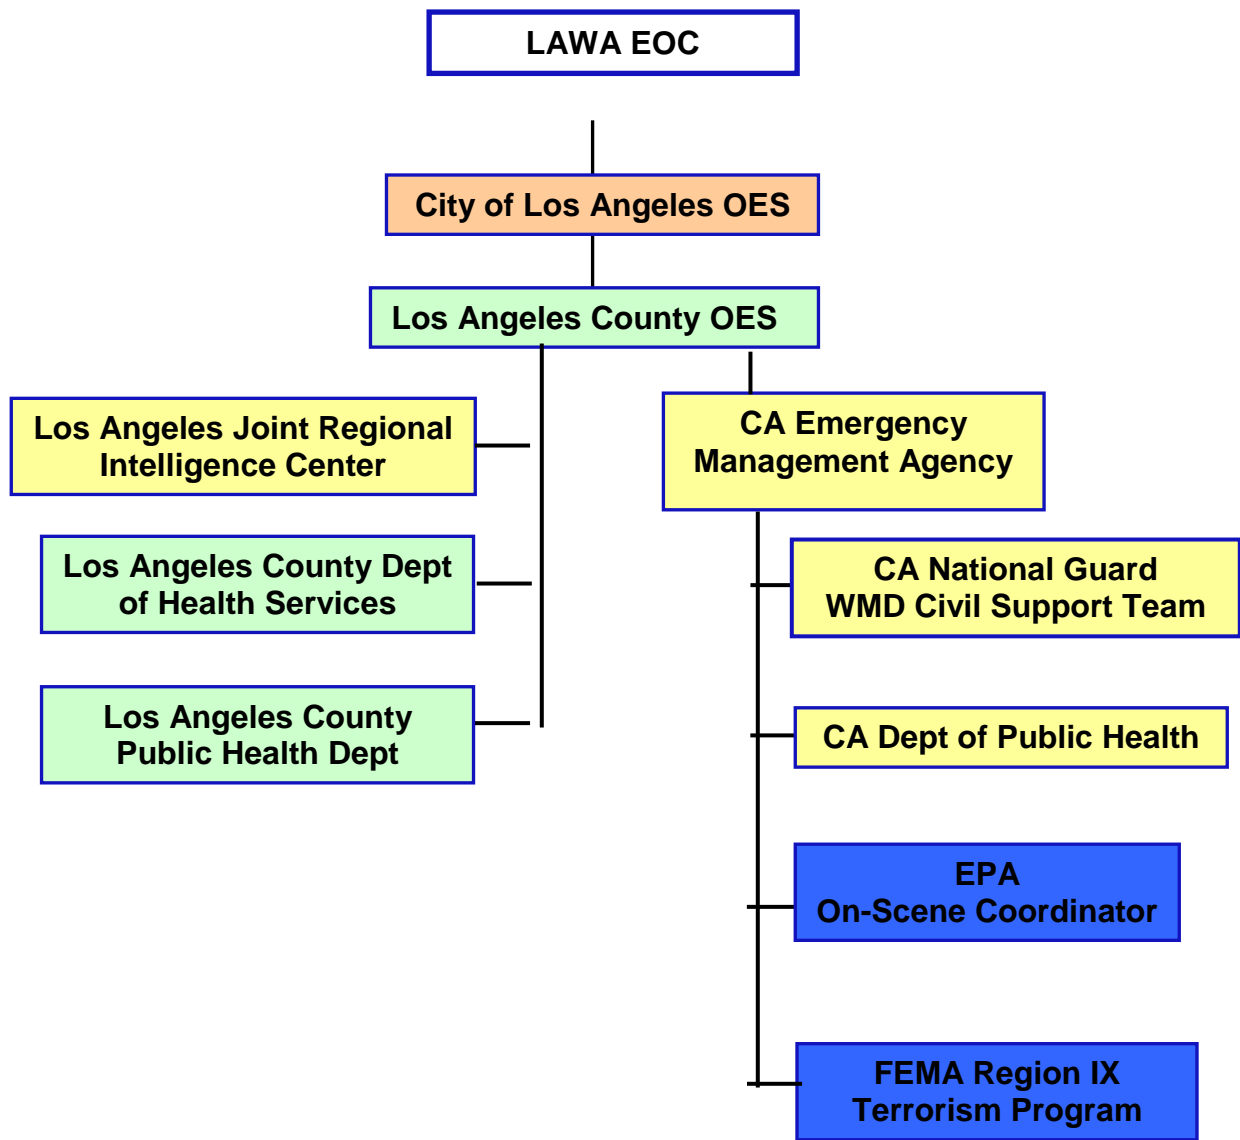 LAWA EOC
City of Los Angeles OES
Los Angeles County OES
Los Angeles Joint Regional
Intelligence Center
Los Angeles County Dept
of Health Services
Los Angeles County
Public Health Dept
CA Emergency
Management Agency
CA National Guard
WMD Civil Support Team
CA Dept of Public Health
EPA
On-Scene Coordinator
FEMA Region IX
Terrorism Program